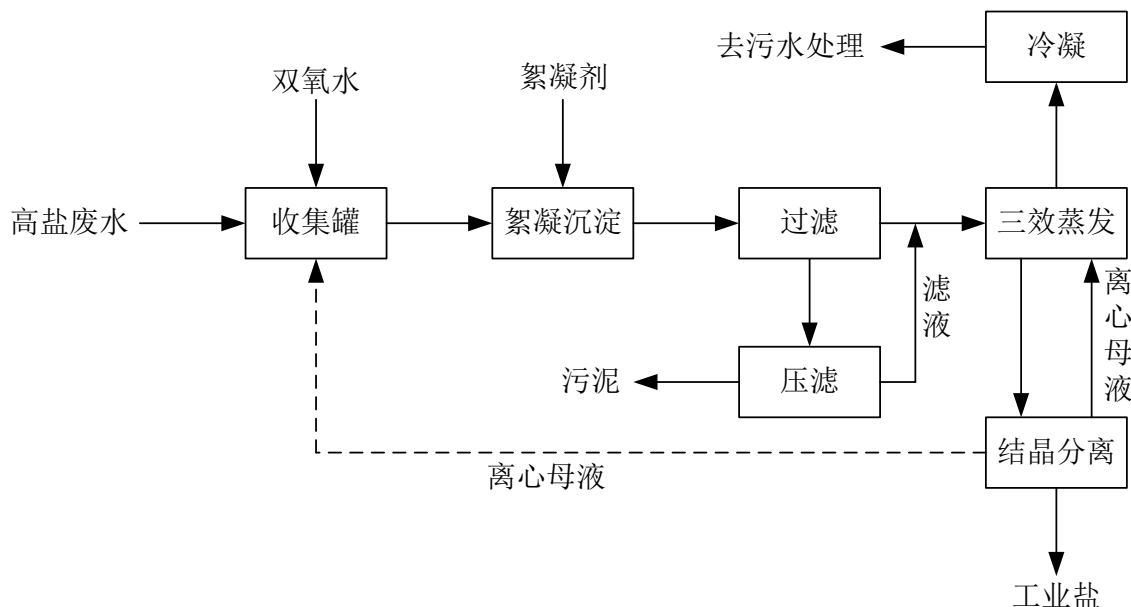 去污水处理
冷凝
双氧水
絮凝剂
高盐废水
收集罐
絮凝沉淀
过滤
三效蒸发
滤液
离心母液
污泥
压滤
结晶分离
离心母液
工业盐